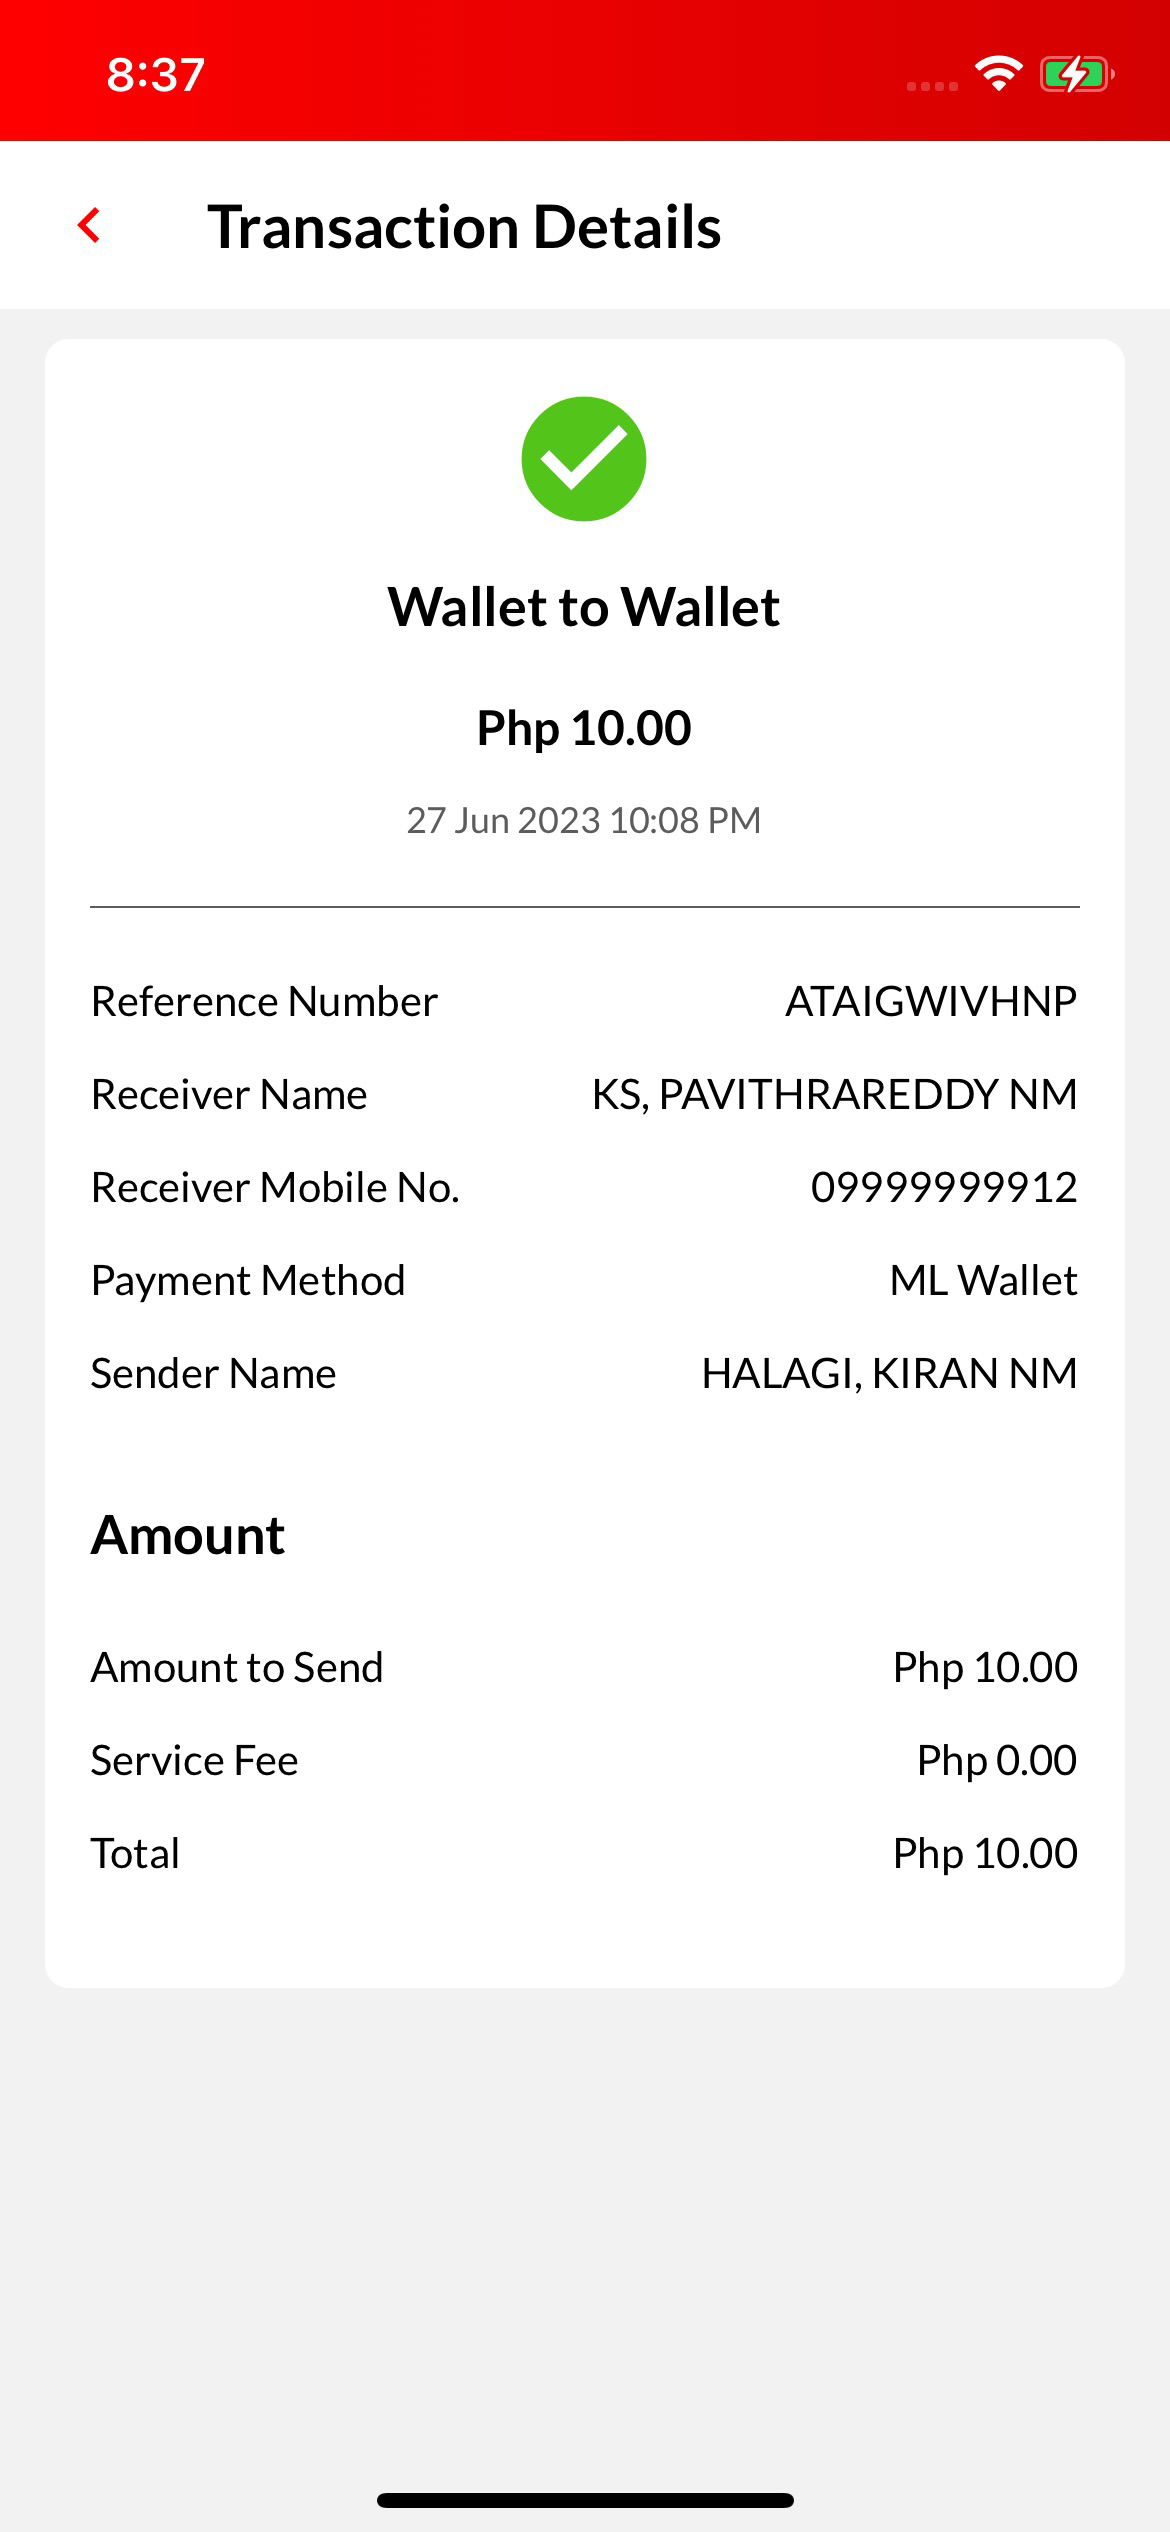 8:37
Transaction Details
Wallet to Wallet
Php 10.00
27 Jun 2023 10:08 PM
Reference Number ATAIGWIVHNP
Receiver Name KS, PAVITHRAREDDY NM
Receiver Mobile No. 09999999912
Payment Method ML Wallet
Sender Name HALAGI, KIRAN NM
Amount
Amount to Send Php 10.00
Service Fee Php 0.00
Total Php 10.00